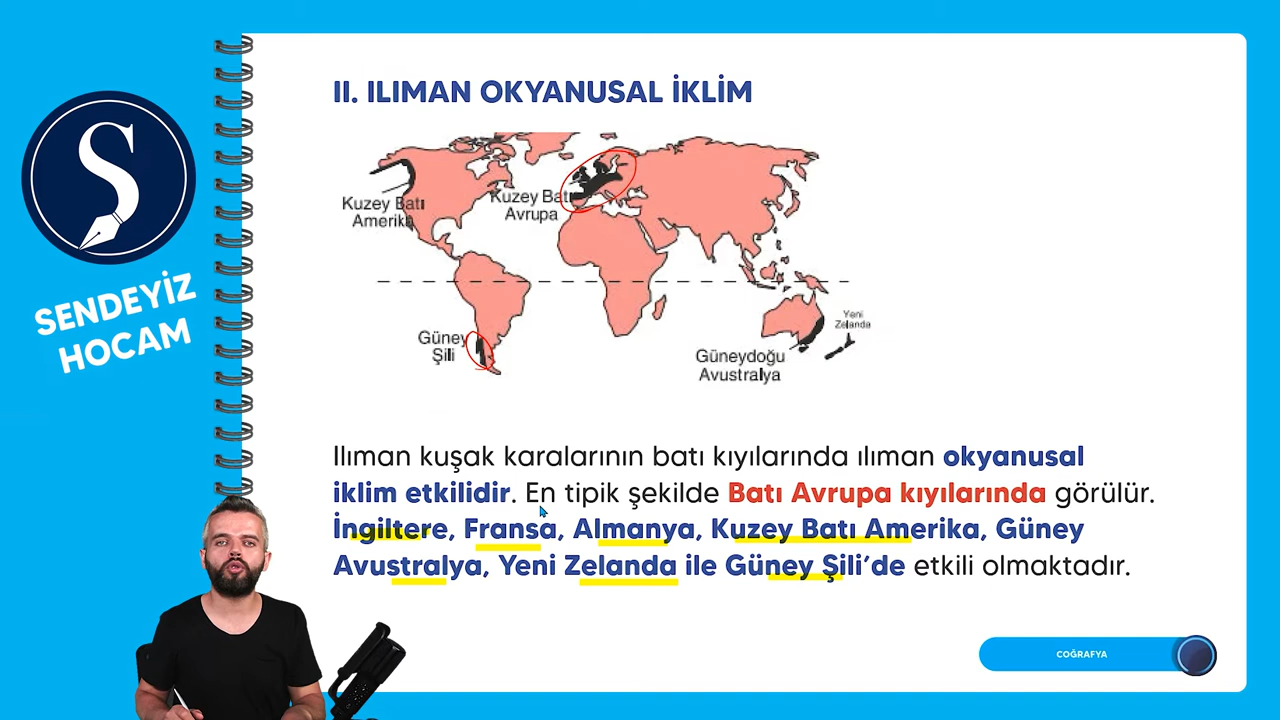 S
SENDEYİZ
HOCAM
II. ILIMAN OKYANUSAL İKLİM
Kuzey Batı
Amerika
Kuzey Batı
Avrupa
Güney
Şili
Yeni
Zelanda
Güneydoğu
Avustralya
Ilıman kuşak karalarının batı kıyılarında ılıman okyanusal
iklim etkilidir. En tipik şekilde Batı Avrupa kıyılarında görülür.
İngiltere, Fransa, Almanya, Kuzey Batı Amerika, Güney
Avustralya, Yeni Zelanda ile Güney Şili’de etkili olmaktadır.
COĞRAFYA